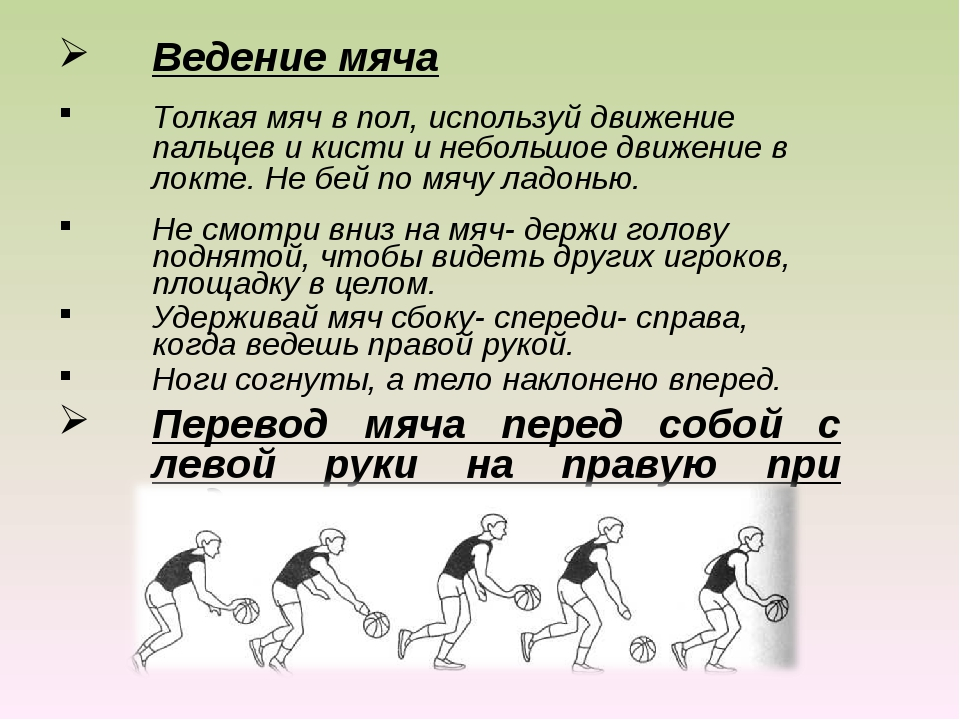 Ведение мяча
Толкая мяч в пол, используй движение
пальцев и кисти и небольшое движение в
локте. Не бей по мячу ладонью.
Не смотри вниз на мяч- держи голову
поднятой, чтобы видеть других игроков,
площадку в целом.
Удерживай мяч сбоку- спереди- справа,
когда ведешь правой рукой.
Ноги согнуты, а тело наклонено вперед.
Перевод мяча перед собой с
левой руки на правую при